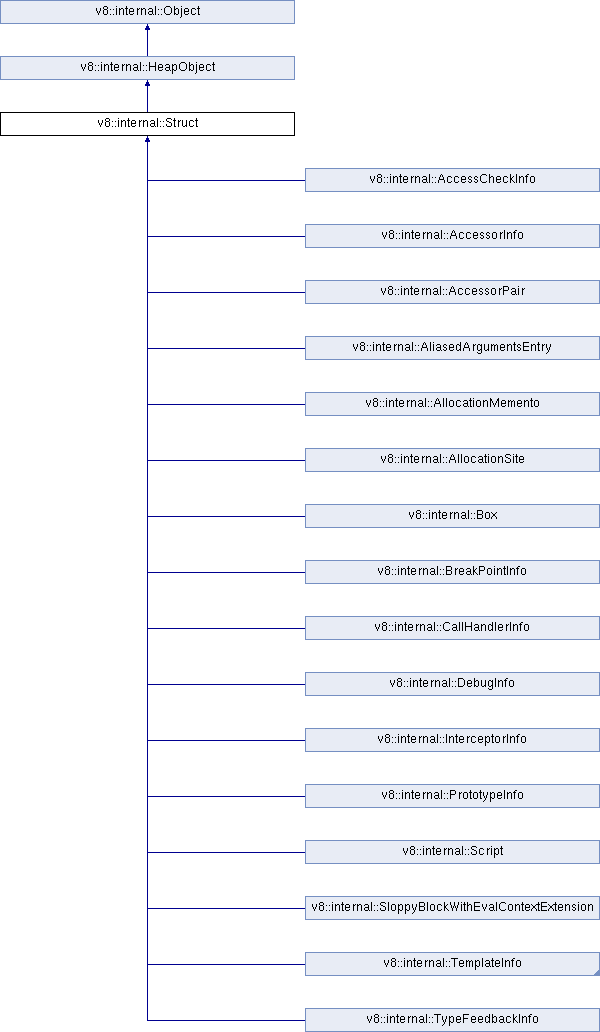 v8::internal::Object
v8::internal::HeapObject
v8::internal::Struct
v8::internal::AccessCheckInfo
v8::internal::AccessorInfo
v8::internal::AccessorPair
v8::internal::AliasedArgumentsEntry
v8::internal::AllocationMemento
v8::internal::AllocationSite
v8::internal::Box
v8::internal::BreakPointInfo
v8::internal::CallHandlerInfo
v8::internal::DebugInfo
v8::internal::InterceptorInfo
v8::internal::PrototypeInfo
v8::internal::Script
v8::internal::SloppyBlockWithEvalContextExtension
v8::internal::TemplateInfo
v8::internal::TypeFeedbackInfo